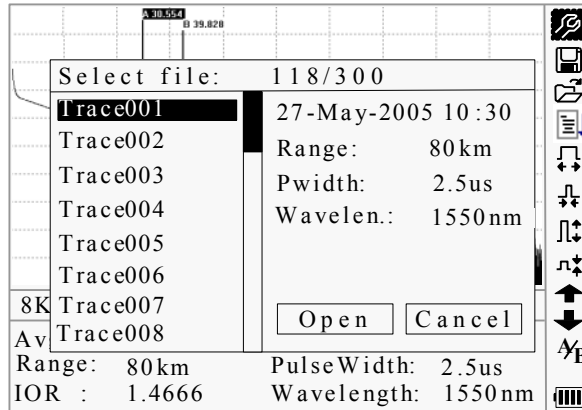 A 30.554
B 39.828
Select file: 118/300
Trace001
Trace002
Trace003
Trace004
Trace005
Trace006
Trace007
Trace008
27-May-2005 10:30
Range: 80km
Pwidth: 2.5us
Wavelen.: 1550nm
Open Cancel
8K
Av
Range: 80km PulseWidth: 2.5us
IOR : 1.4666 Wavelength: 1550nm
A/B